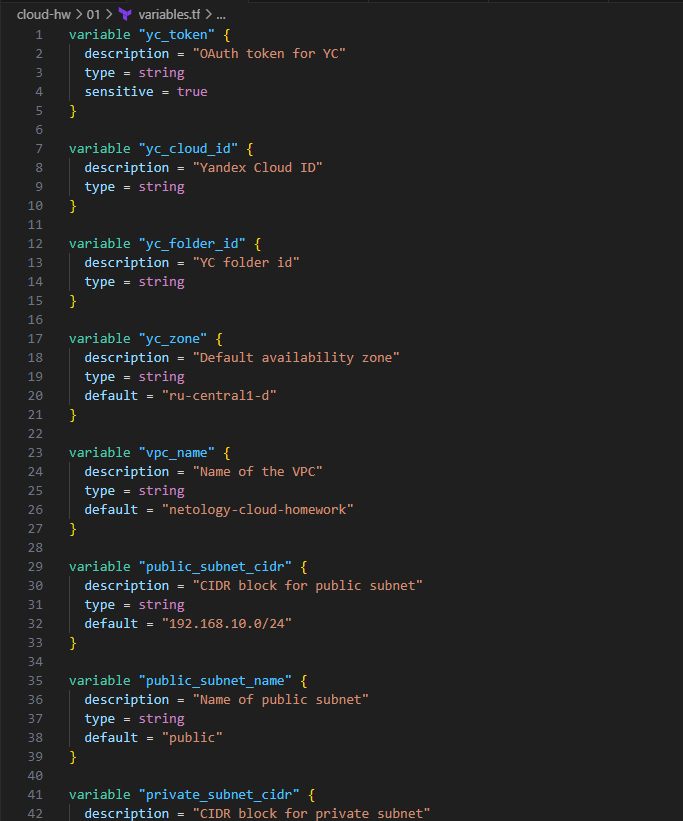 cloud-hw > 01 > variables.tf > ...
1 variable "yc_token" {
2 description = "OAuth token for YC"
3 type = string
4 sensitive = true
5 }
6
7 variable "yc_cloud_id" {
8 description = "Yandex Cloud ID"
9 type = string
10 }
11
12 variable "yc_folder_id" {
13 description = "YC folder id"
14 type = string
15 }
16
17 variable "yc_zone" {
18 description = "Default availability zone"
19 type = string
20 default = "ru-central1-d"
21 }
22
23 variable "vpc_name" {
24 description = "Name of the VPC"
25 type = string
26 default = "netology-cloud-homework"
27 }
28
29 variable "public_subnet_cidr" {
30 description = "CIDR block for public subnet"
31 type = string
32 default = "192.168.10.0/24"
33 }
34
35 variable "public_subnet_name" {
36 description = "Name of public subnet"
37 type = string
38 default = "public"
39 }
40
41 variable "private_subnet_cidr" {
42 description = "CIDR block for private subnet"